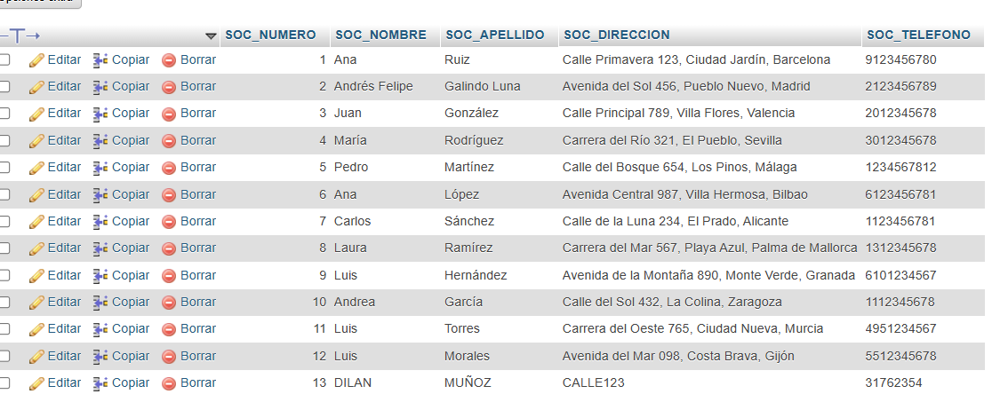 SOC_NUMERO SOC_NOMBRE SOC_APELLIDO SOC_DIRECCION SOC_TELEFONO
Editar Copiar Borrar 1 Ana Ruiz Calle Primavera 123, Ciudad Jardín, Barcelona 9123456780
Editar Copiar Borrar 2 Andrés Felipe Galindo Luna Avenida del Sol 456, Pueblo Nuevo, Madrid 2123456789
Editar Copiar Borrar 3 Juan González Calle Principal 789, Villa Flores, Valencia 2012345678
Editar Copiar Borrar 4 María Rodríguez Carrera del Río 321, El Pueblo, Sevilla 3012345678
Editar Copiar Borrar 5 Pedro Martínez Calle del Bosque 654, Los Pinos, Málaga 1234567812
Editar Copiar Borrar 6 Ana López Avenida Central 987, Villa Hermosa, Bilbao 6123456781
Editar Copiar Borrar 7 Carlos Sánchez Calle de la Luna 234, El Prado, Alicante 1123456781
Editar Copiar Borrar 8 Laura Ramírez Carrera del Mar 567, Playa Azul, Palma de Mallorca 1312345678
Editar Copiar Borrar 9 Luis Hernández Avenida de la Montaña 890, Monte Verde, Granada 6101234567
Editar Copiar Borrar 10 Andrea García Calle del Sol 432, La Colina, Zaragoza 1112345678
Editar Copiar Borrar 11 Luis Torres Carrera del Oeste 765, Ciudad Nueva, Murcia 4951234567
Editar Copiar Borrar 12 Luis Morales Avenida del Mar 098, Costa Brava, Gijón 5512345678
Editar Copiar Borrar 13 DILAN MUÑOZ CALLE123 31762354